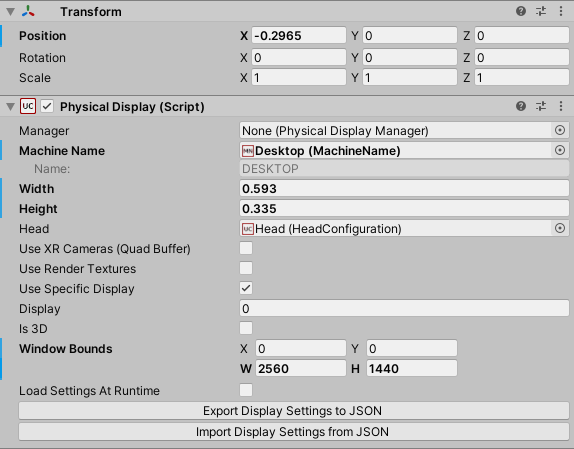 Transform
Position X -0.2965 Y 0 Z 0
Rotation X 0 Y 0 Z 0
Scale X 1 Y 1 Z 1
UC Physical Display (Script)
Manager None (Physical Display Manager)
Machine Name MN Desktop (MachineName)
Name: DESKTOP
Width 0.593
Height 0.335
Head UC Head (HeadConfiguration)
Use XR Cameras (Quad Buffer)
Use Render Textures
Use Specific Display
Display 0
Is 3D
Window Bounds X 0 Y 0
W 2560 H 1440
Load Settings At Runtime
Export Display Settings to JSON
Import Display Settings from JSON